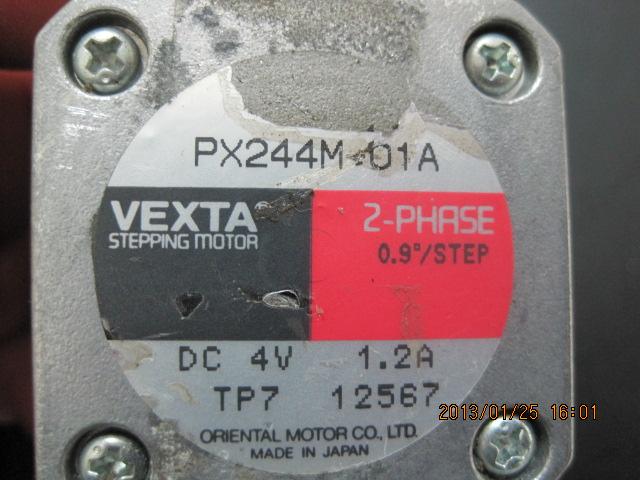 PX244M-01A
VEXTA®
STEPPING MOTOR
2-PHASE
0.9°/STEP
DC 4V 1.2A
TP7 12567
2013/01/25 16:01
ORIENTAL MOTOR CO., LTD.
MADE IN JAPAN